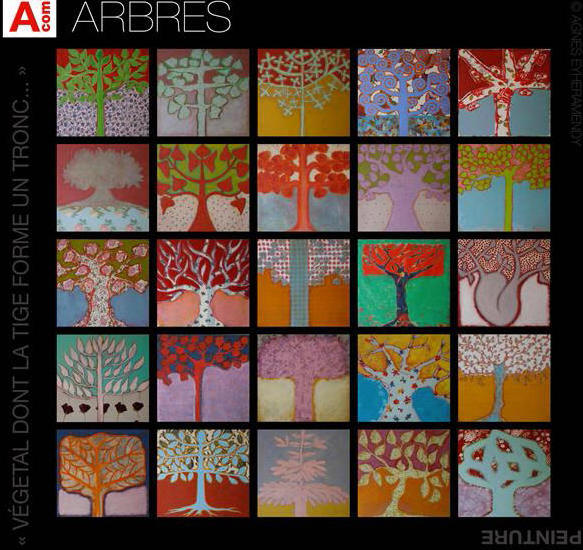 A.com
ARBRES
« VÉGETAL DONT LA TIGE FORME UN TRONC... »
PEINTURE